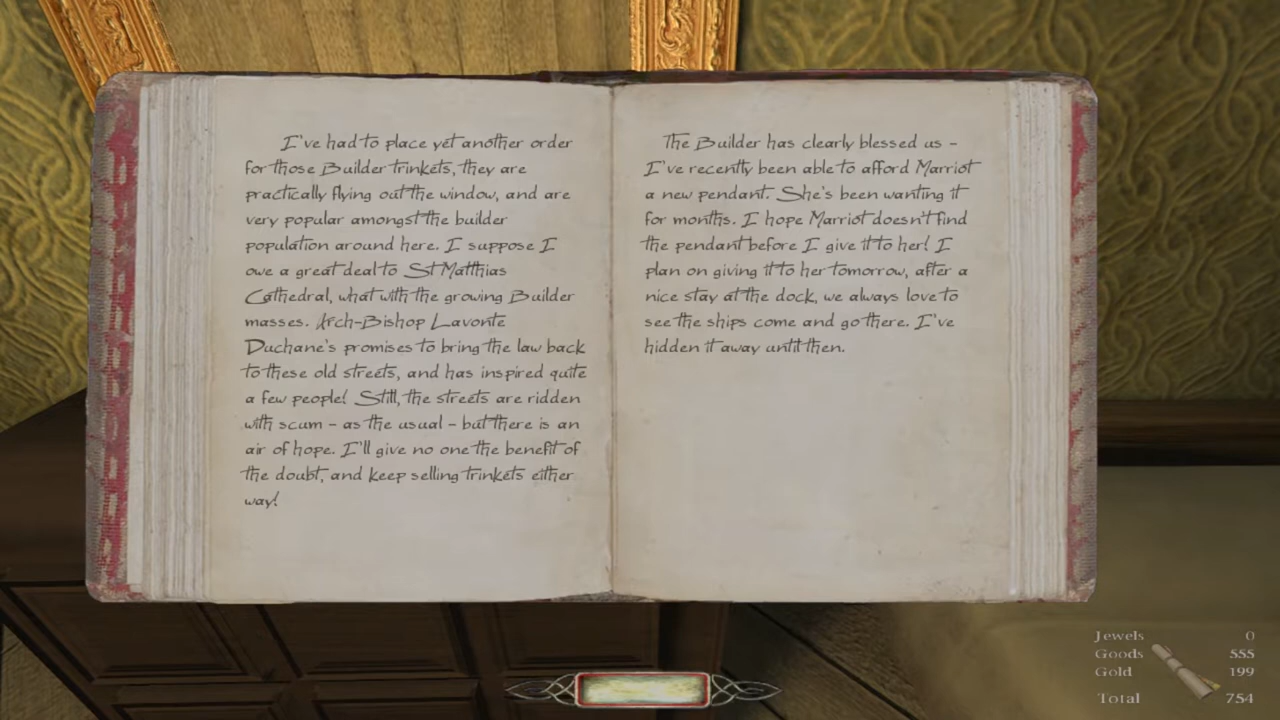 I've had to place yet another order
for those Builder trinkets, they are
practically flying out the window, and are
very popular amongst the builder
population around here. I suppose I
owe a great deal to St Matthias
Cathedral, what with the growing Builder
masses. Arch-Bishop Lavonte
Duchane's promises to bring the law back
to these old streets, and has inspired quite
a few people! Still, the streets are ridden
with scum - as the usual - but there is an
air of hope. I'll give no one the benefit of
the doubt, and keep selling trinkets either
way!
The Builder has clearly blessed us -
I've recently been able to afford Marriot
a new pendant. She's been wanting it
for months. I hope Marriot doesn't find
the pendant before I give it to her! I
plan on giving it to her tomorrow, after a
nice stay at the dock, we always love to
see the ships come and go there. I've
hidden it away until then.
Jewels 0
Goods 555
Gold 199
Total 754